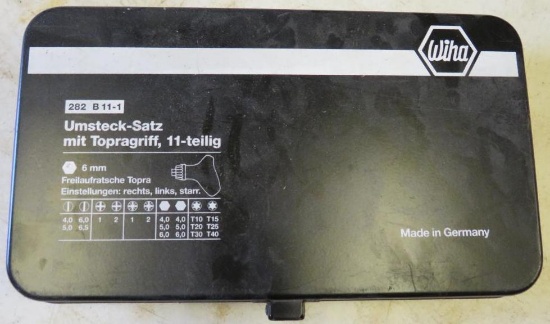 Wiha
282 B 11-1
Umsteck-Satz
mit Topragriff, 11-teilig
6 mm
Freilaufratsche Topra
Einstellungen: rechts, links, starr.
4,0 6,0 1 2 1 2 4,0 4,0 T10 T15
5,0 6,5 5,0 5,0 T20 T25
6,0 6,0 T30 T40
Made in Germany